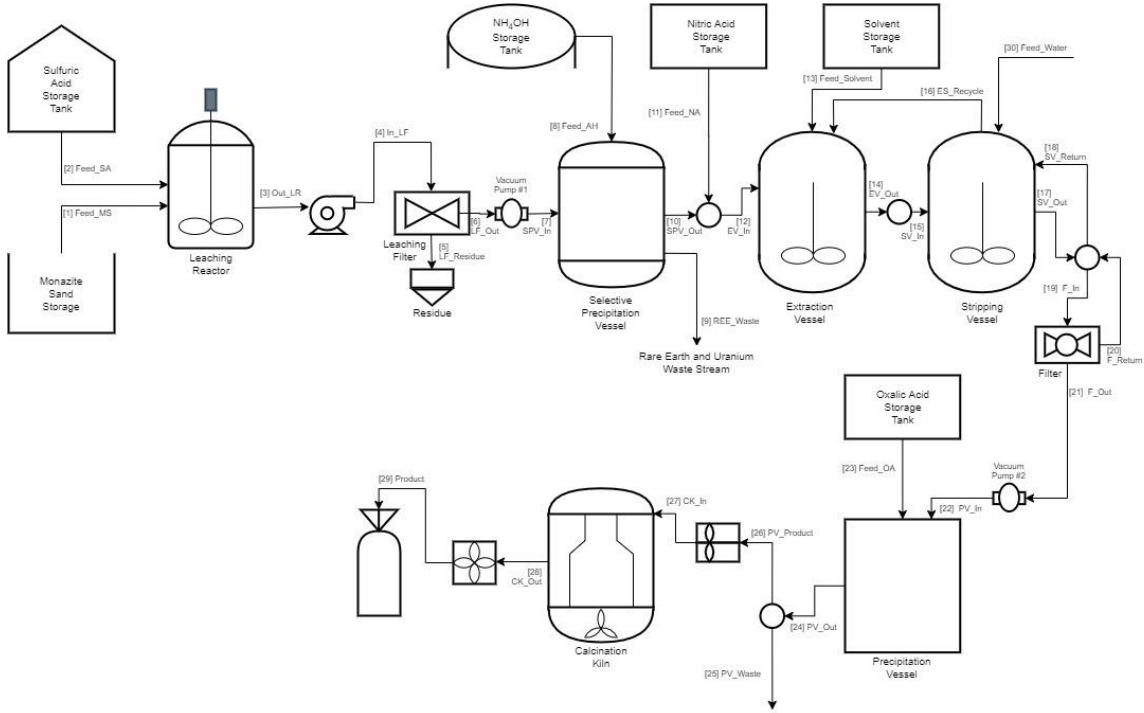 Sulfuric
Acid
Storage
Tank
[2] Feed_SA
[1] Feed_MS
Monazite
Sand
Storage
Leaching
Reactor
[3] Out_LR
[4] In_LF
Leaching
Filter
[5]
LF_Residue
Residue
[6]
LF_Out
Vacuum
Pump #1
[7]
SPV_In
NH4OH
Storage
Tank
[8] Feed_AH
Selective
Precipitation
Vessel
[9] REE_Waste
Rare Earth and Uranium
Waste Stream
[10]
SPV_Out
Nitric Acid
Storage
Tank
[11] Feed_NA
[12]
EV_In
Solvent
Storage
Tank
[13] Feed_Solvent
Extraction
Vessel
[14]
EV_Out
[15]
SV_In
[16] ES_Recycle
[30] Feed_Water
Stripping
Vessel
[18]
SV_Return
[17]
SV_Out
[19] F_In
[20]
F_Return
Filter
[21] F_Out
Vacuum
Pump #2
[22] PV_In
Oxalic Acid
Storage
Tank
[23] Feed_OA
Precipitation
Vessel
[24] PV_Out
[25] PV_Waste
[26] PV_Product
[27] CK_In
Calcination
Kiln
[28]
CK_Out
[29] Product